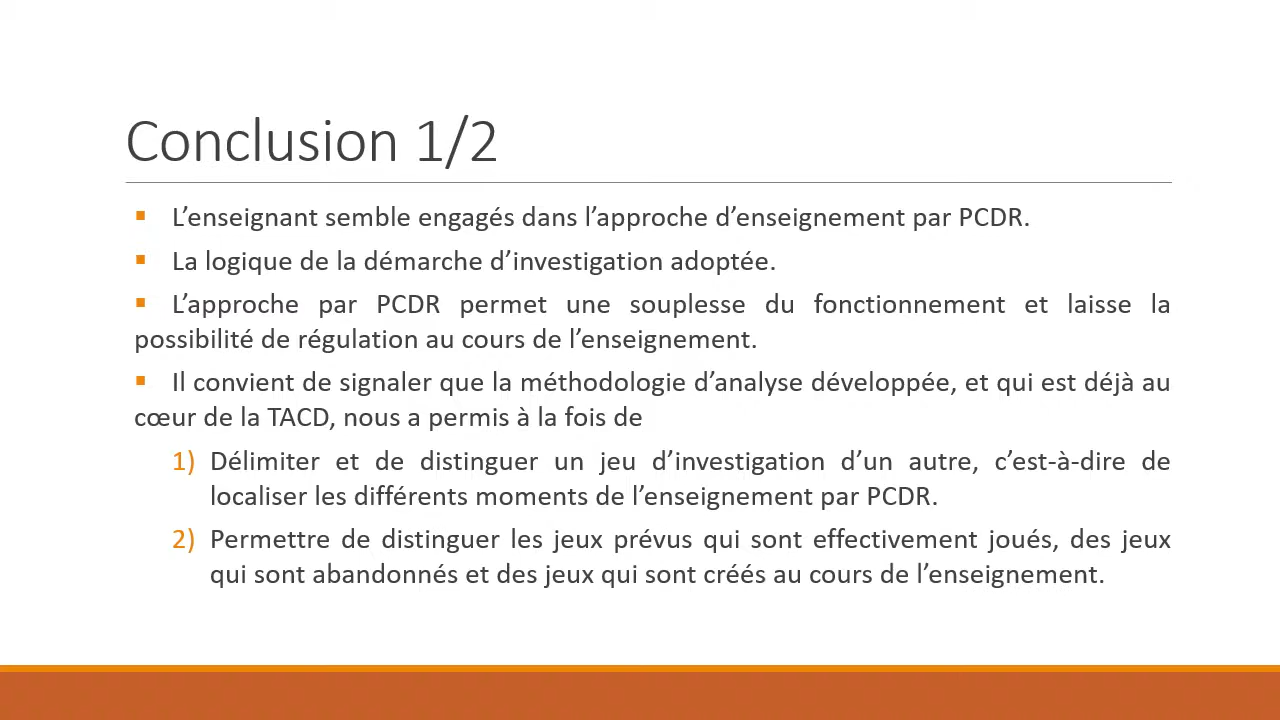 Conclusion 1/2
▪ L’enseignant semble engagés dans l’approche d’enseignement par PCDR.
▪ La logique de la démarche d’investigation adoptée.
▪ L’approche par PCDR permet une souplesse du fonctionnement et laisse la
possibilité de régulation au cours de l’enseignement.
▪ Il convient de signaler que la méthodologie d’analyse développée, et qui est déjà au
cœur de la TACD, nous a permis à la fois de
1) Délimiter et de distinguer un jeu d’investigation d’un autre, c’est-à-dire de
localiser les différents moments de l’enseignement par PCDR.
2) Permettre de distinguer les jeux prévus qui sont effectivement joués, des jeux
qui sont abandonnés et des jeux qui sont créés au cours de l’enseignement.